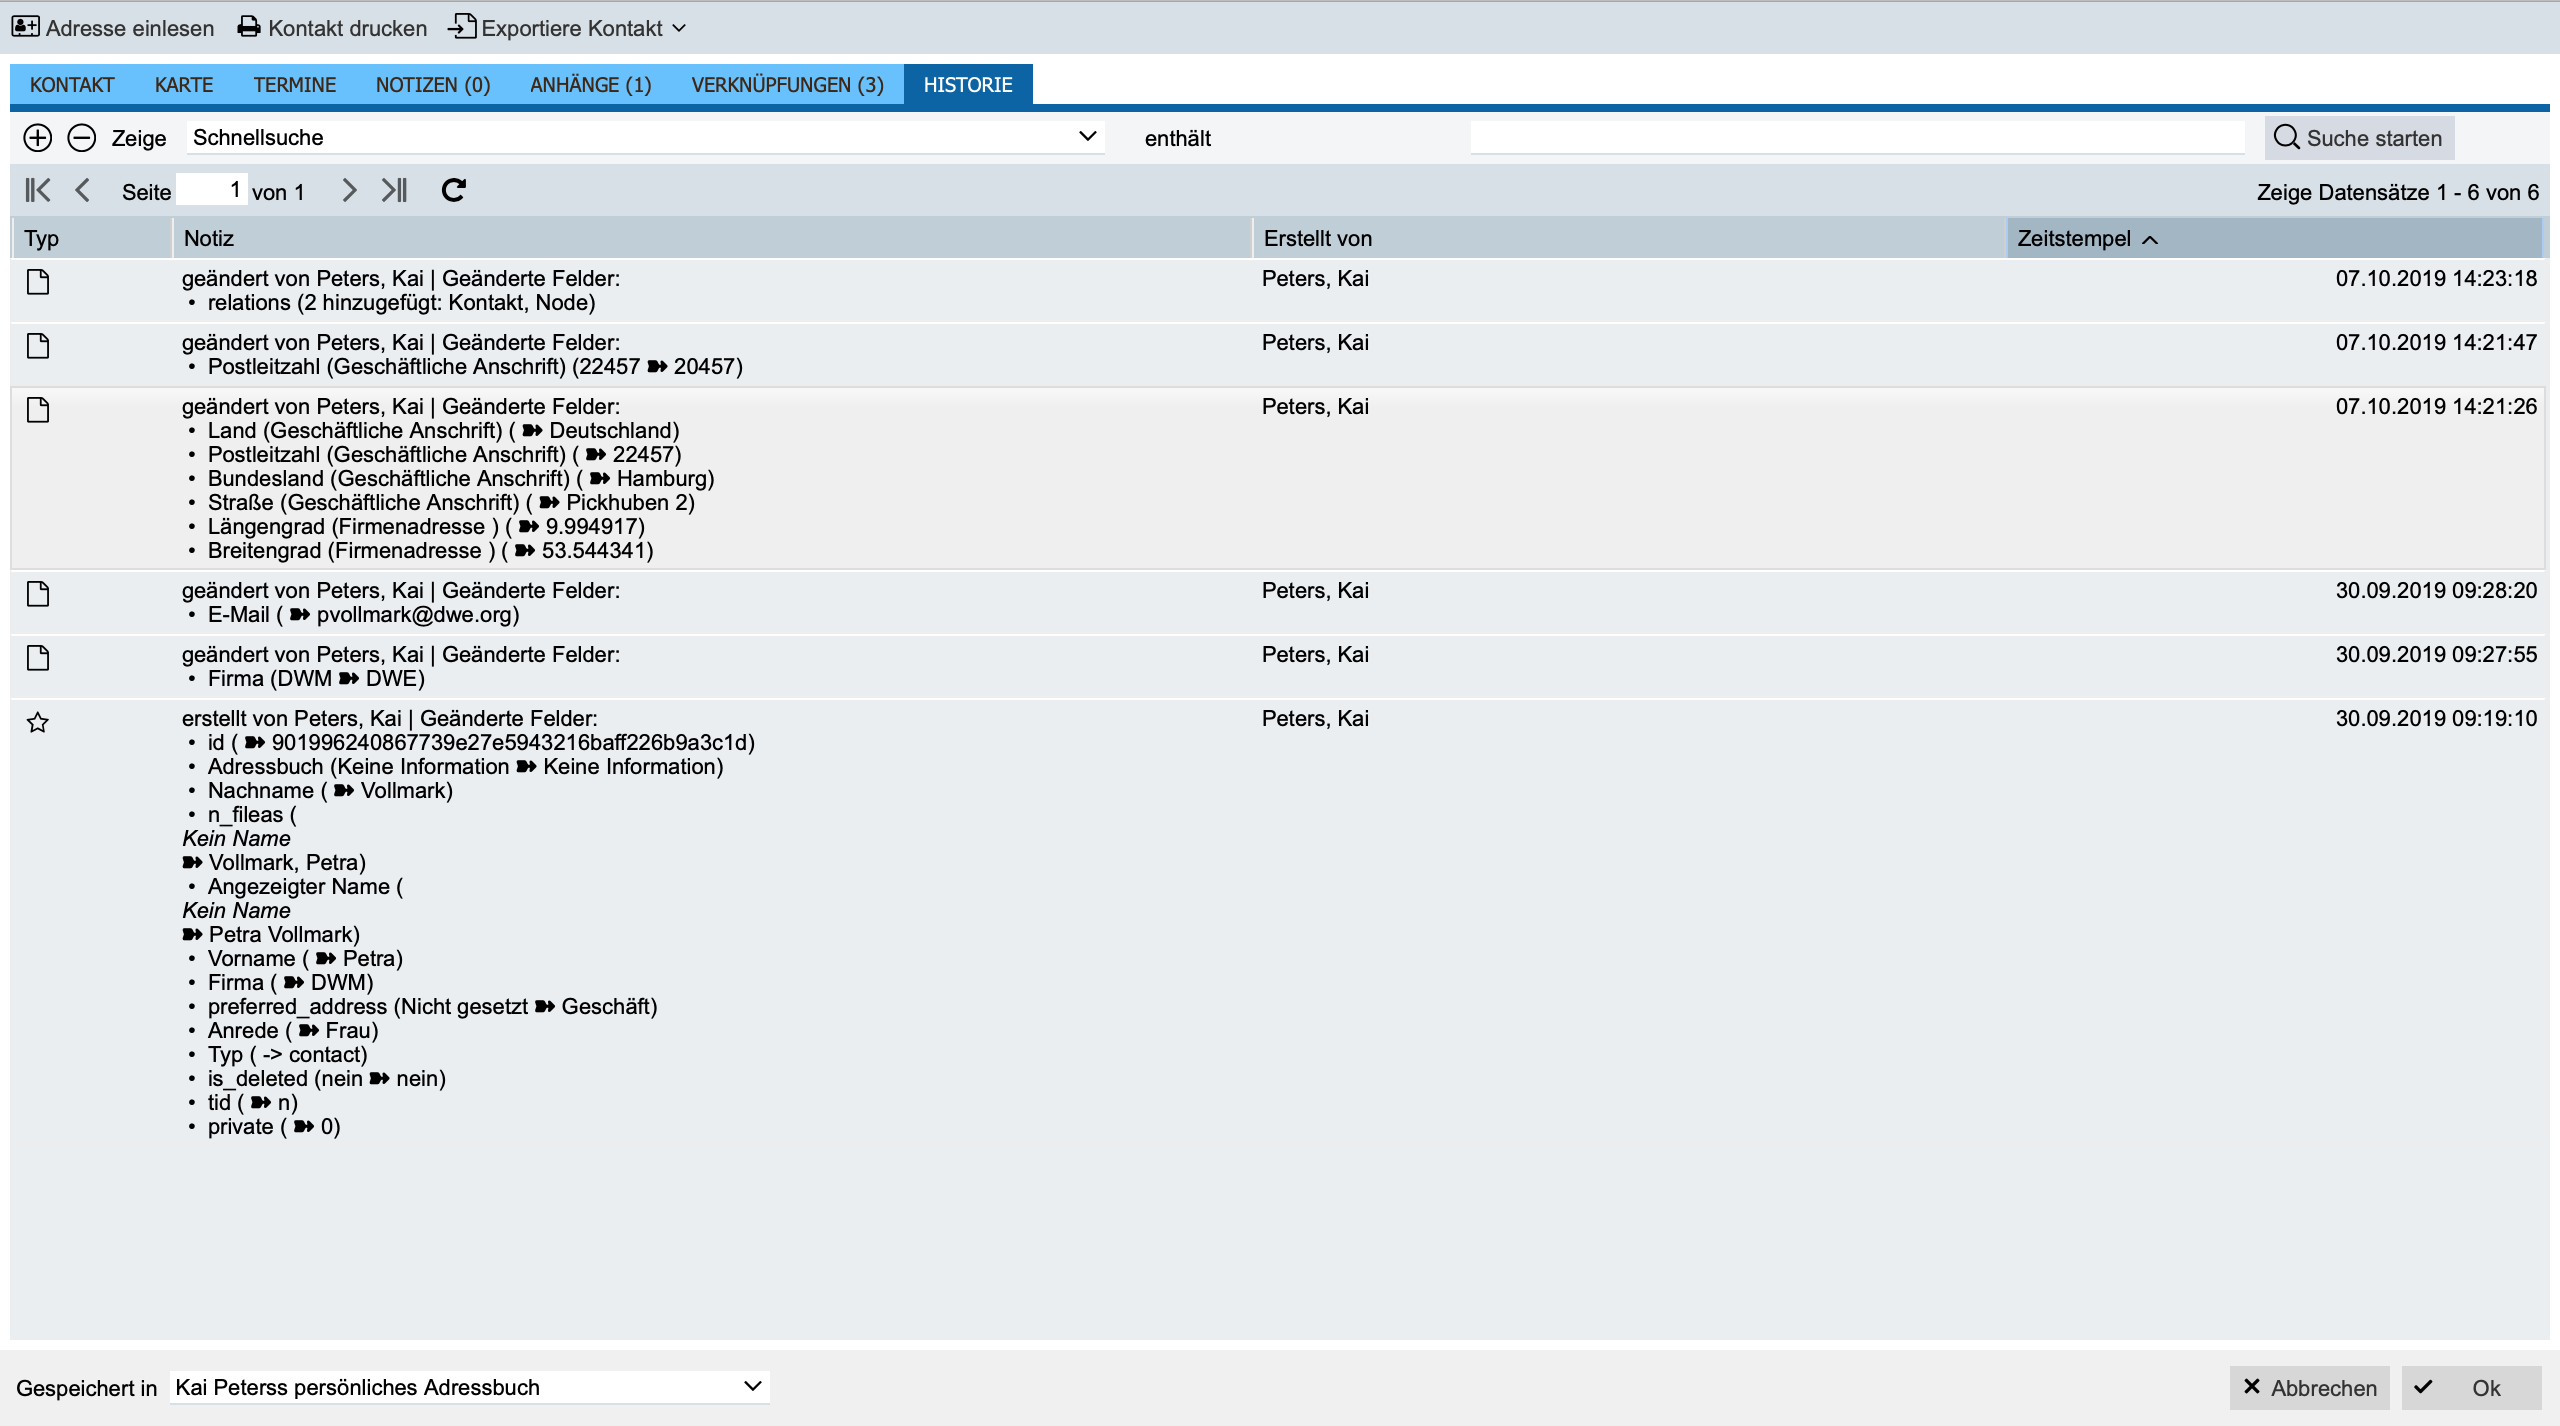 Adresse einlesen Kontakt drucken Exportiere Kontakt
KONTAKT KARTE TERMINE NOTIZEN (0) ANHÄNGE (1) VERKNÜPFUNGEN (3) HISTORIE
Zeige Schnellsuche enthält Suche starten
Seite 1 von 1 Zeige Datensätze 1 - 6 von 6
Typ Notiz Erstellt von Zeitstempel
geändert von Peters, Kai | Geänderte Felder: Peters, Kai 07.10.2019 14:23:18
• relations (2 hinzugefügt: Kontakt, Node)
geändert von Peters, Kai | Geänderte Felder: Peters, Kai 07.10.2019 14:21:47
• Postleitzahl (Geschäftliche Anschrift) (22457 ➽ 20457)
geändert von Peters, Kai | Geänderte Felder: Peters, Kai 07.10.2019 14:21:26
• Land (Geschäftliche Anschrift) ( ➽ Deutschland)
• Postleitzahl (Geschäftliche Anschrift) ( ➽ 22457)
• Bundesland (Geschäftliche Anschrift) ( ➽ Hamburg)
• Straße (Geschäftliche Anschrift) ( ➽ Pickhuben 2)
• Längengrad (Firmenadresse ) ( ➽ 9.994917)
• Breitengrad (Firmenadresse ) ( ➽ 53.544341)
geändert von Peters, Kai | Geänderte Felder: Peters, Kai 30.09.2019 09:28:20
• E-Mail ( ➽ pvollmark@dwe.org)
geändert von Peters, Kai | Geänderte Felder: Peters, Kai 30.09.2019 09:27:55
• Firma (DWM ➽ DWE)
erstellt von Peters, Kai | Geänderte Felder: Peters, Kai 30.09.2019 09:19:10
• id ( ➽ 901996240867739e27e5943216baff226b9a3c1d)
• Adressbuch (Keine Information ➽ Keine Information)
• Nachname ( ➽ Vollmark)
• n_fileas (
Kein Name
➽ Vollmark, Petra)
• Angezeigter Name (
Kein Name
➽ Petra Vollmark)
• Vorname ( ➽ Petra)
• Firma ( ➽ DWM)
• preferred_address (Nicht gesetzt ➽ Geschäft)
• Anrede ( ➽ Frau)
• Typ ( -> contact)
• is_deleted (nein ➽ nein)
• tid ( ➽ n)
• private ( ➽ 0)
Gespeichert in Kai Peterss persönliches Adressbuch Abbrechen Ok